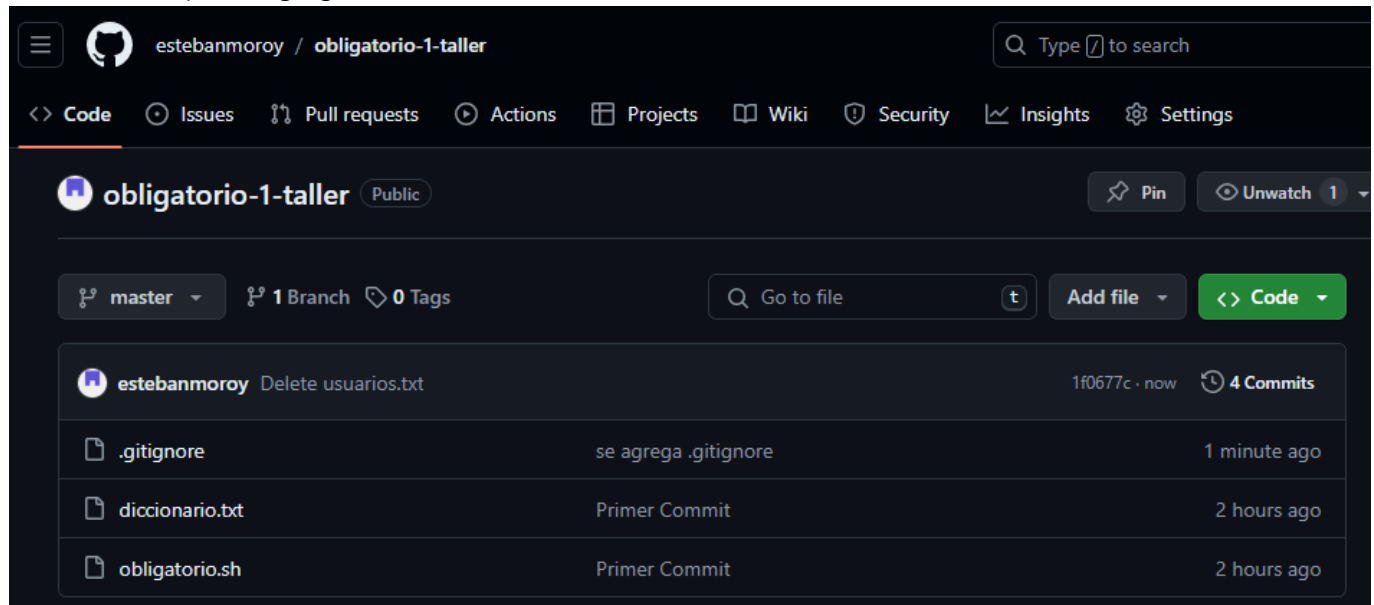 estebanmoroy / obligatorio-1-taller
Type / to search
<> Code Issues Pull requests Actions Projects Wiki Security Insights Settings
obligatorio-1-taller Public
Pin Unwatch 1
master 1 Branch 0 Tags
Go to file t Add file <> Code
estebanmoroy Delete usuarios.txt 1f0677c · now 4 Commits
.gitignore se agrega .gitignore 1 minute ago
diccionario.txt Primer Commit 2 hours ago
obligatorio.sh Primer Commit 2 hours ago